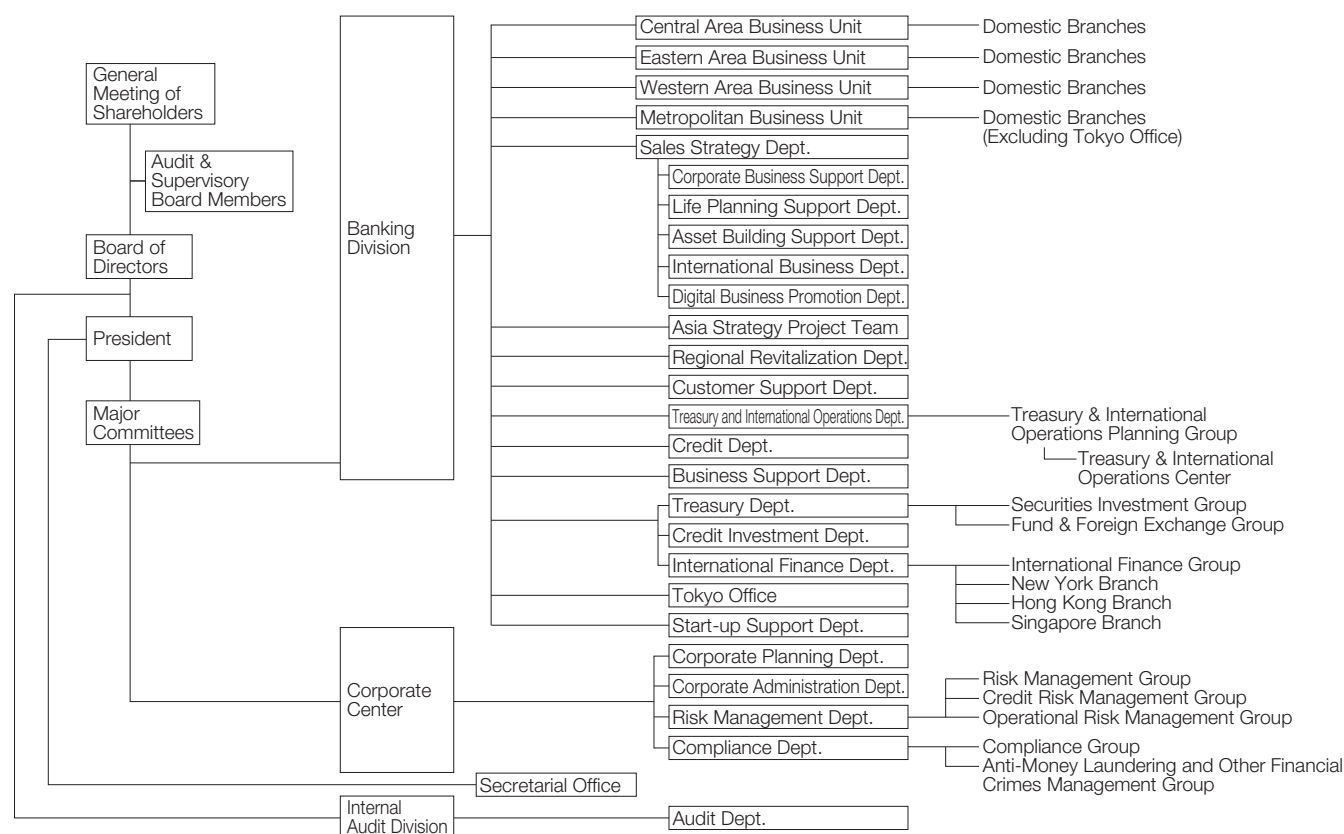 General
Meeting of
Shareholders
Audit &
Supervisory
Board Members
Board of
Directors
President
Major
Committees
Banking
Division
Central Area Business Unit
Domestic Branches
Eastern Area Business Unit
Domestic Branches
Western Area Business Unit
Domestic Branches
Metropolitan Business Unit
Domestic Branches
(Excluding Tokyo Office)
Sales Strategy Dept.
Corporate Business Support Dept.
Life Planning Support Dept.
Asset Building Support Dept.
International Business Dept.
Digital Business Promotion Dept.
Asia Strategy Project Team
Regional Revitalization Dept.
Customer Support Dept.
Treasury and International Operations Dept.
Treasury & International
Operations Planning Group
Treasury & International
Operations Center
Credit Dept.
Business Support Dept.
Treasury Dept.
Securities Investment Group
Fund & Foreign Exchange Group
Credit Investment Dept.
International Finance Dept.
International Finance Group
New York Branch
Hong Kong Branch
Singapore Branch
Tokyo Office
Start-up Support Dept.
Corporate
Center
Corporate Planning Dept.
Corporate Administration Dept.
Risk Management Dept.
Risk Management Group
Credit Risk Management Group
Operational Risk Management Group
Compliance Dept.
Compliance Group
Anti-Money Laundering and Other Financial
Crimes Management Group
Secretarial Office
Internal
Audit Division
Audit Dept.